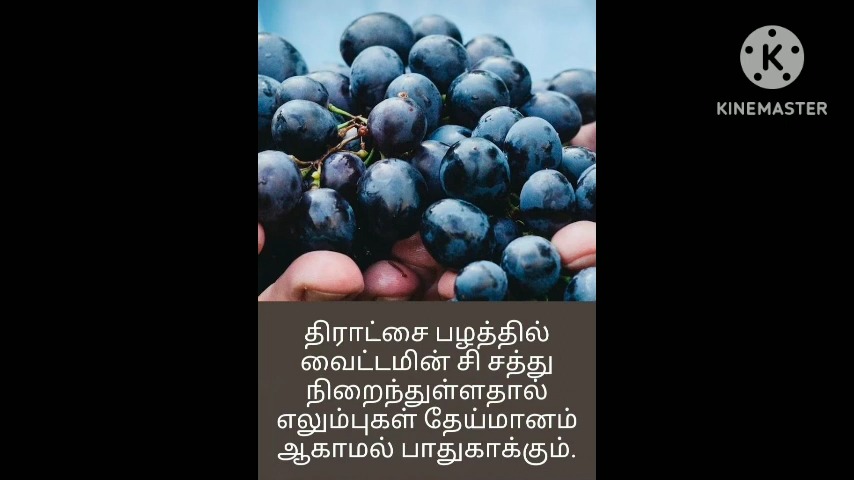 KINEMASTER
திராட்சை பழத்தில்
வைட்டமின் சி சத்து
நிறைந்துள்ளதால்
எலும்புகள் தேய்மானம்
ஆகாமல் பாதுகாக்கும்.